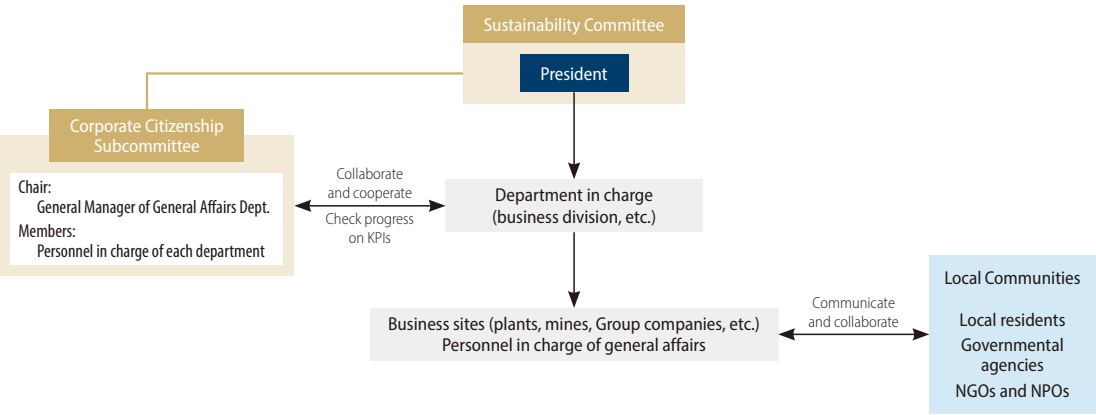 Sustainability Committee
President
Corporate Citizenship
Subcommittee
Chair:
General Manager of General Affairs Dept.
Members:
Personnel in charge of each department
Collaborate
and cooperate
Check progress
on KPIs
Department in charge
(business division, etc.)
Business sites (plants, mines, Group companies, etc.)
Personnel in charge of general affairs
Communicate
and collaborate
Local Communities
Local residents
Governmental
agencies
NGOs and NPOs